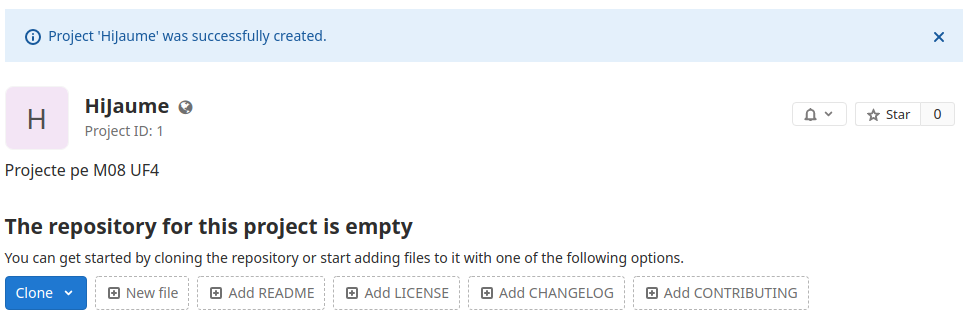 Project 'HiJaume' was successfully created.
H
HiJaume
Project ID: 1
Star 0
Projecte pe M08 UF4
The repository for this project is empty
You can get started by cloning the repository or start adding files to it with one of the following options.
Clone New file Add README Add LICENSE Add CHANGELOG Add CONTRIBUTING